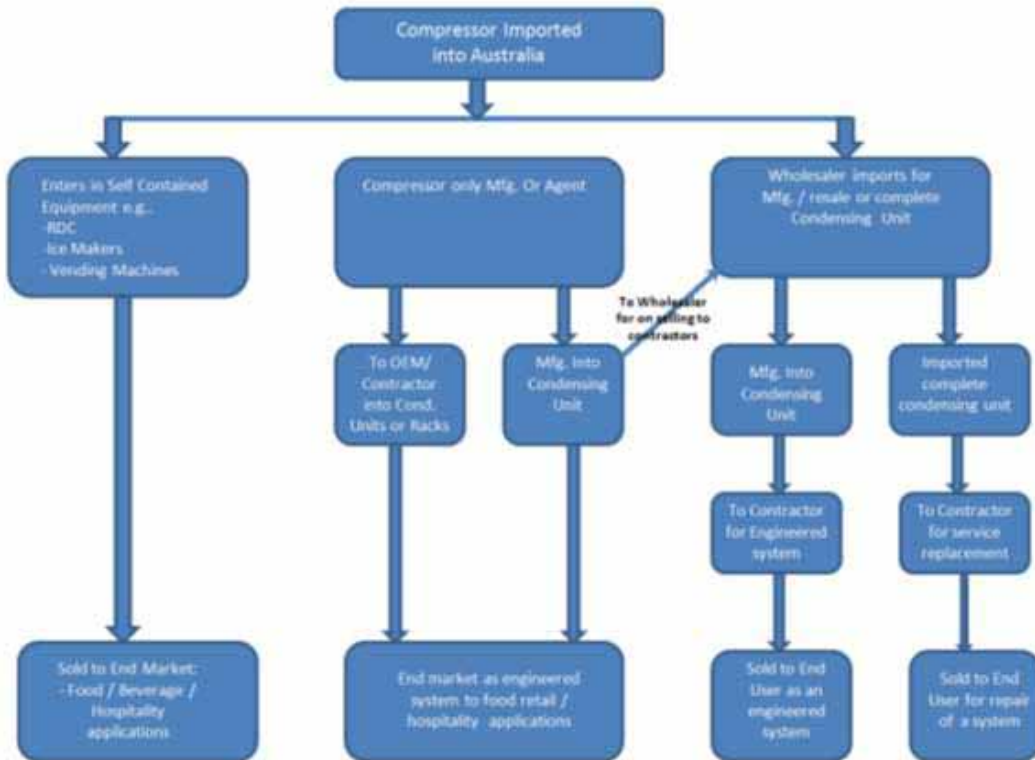 Compressor Imported
into Australia
Enters in Self Contained
Equipment e.g..
-RDC
-Ice Makers
- Vending Machines
Compressor only Mfg. Or Agent
Wholesaler imports for
Mfg. / resale or complete
Condensing Unit
To Wholesaler
for on selling to
contractors
To OEM/
Contractor
into Cond.
Units or Racks
Mfg. Into
Condensing
Unit
Mfg. Into
Condensing
Unit
Imported
complete
condensing unit
To Contractor
for Engineered
system
To Contractor
for service
replacement
Sold to End Market:
- Food / Beverage /
Hospitality
applications
End market as engineered
system to food retail /
hospitality applications
Sold to End
User as an
engineered
system
Sold to End
User for repair
of a system